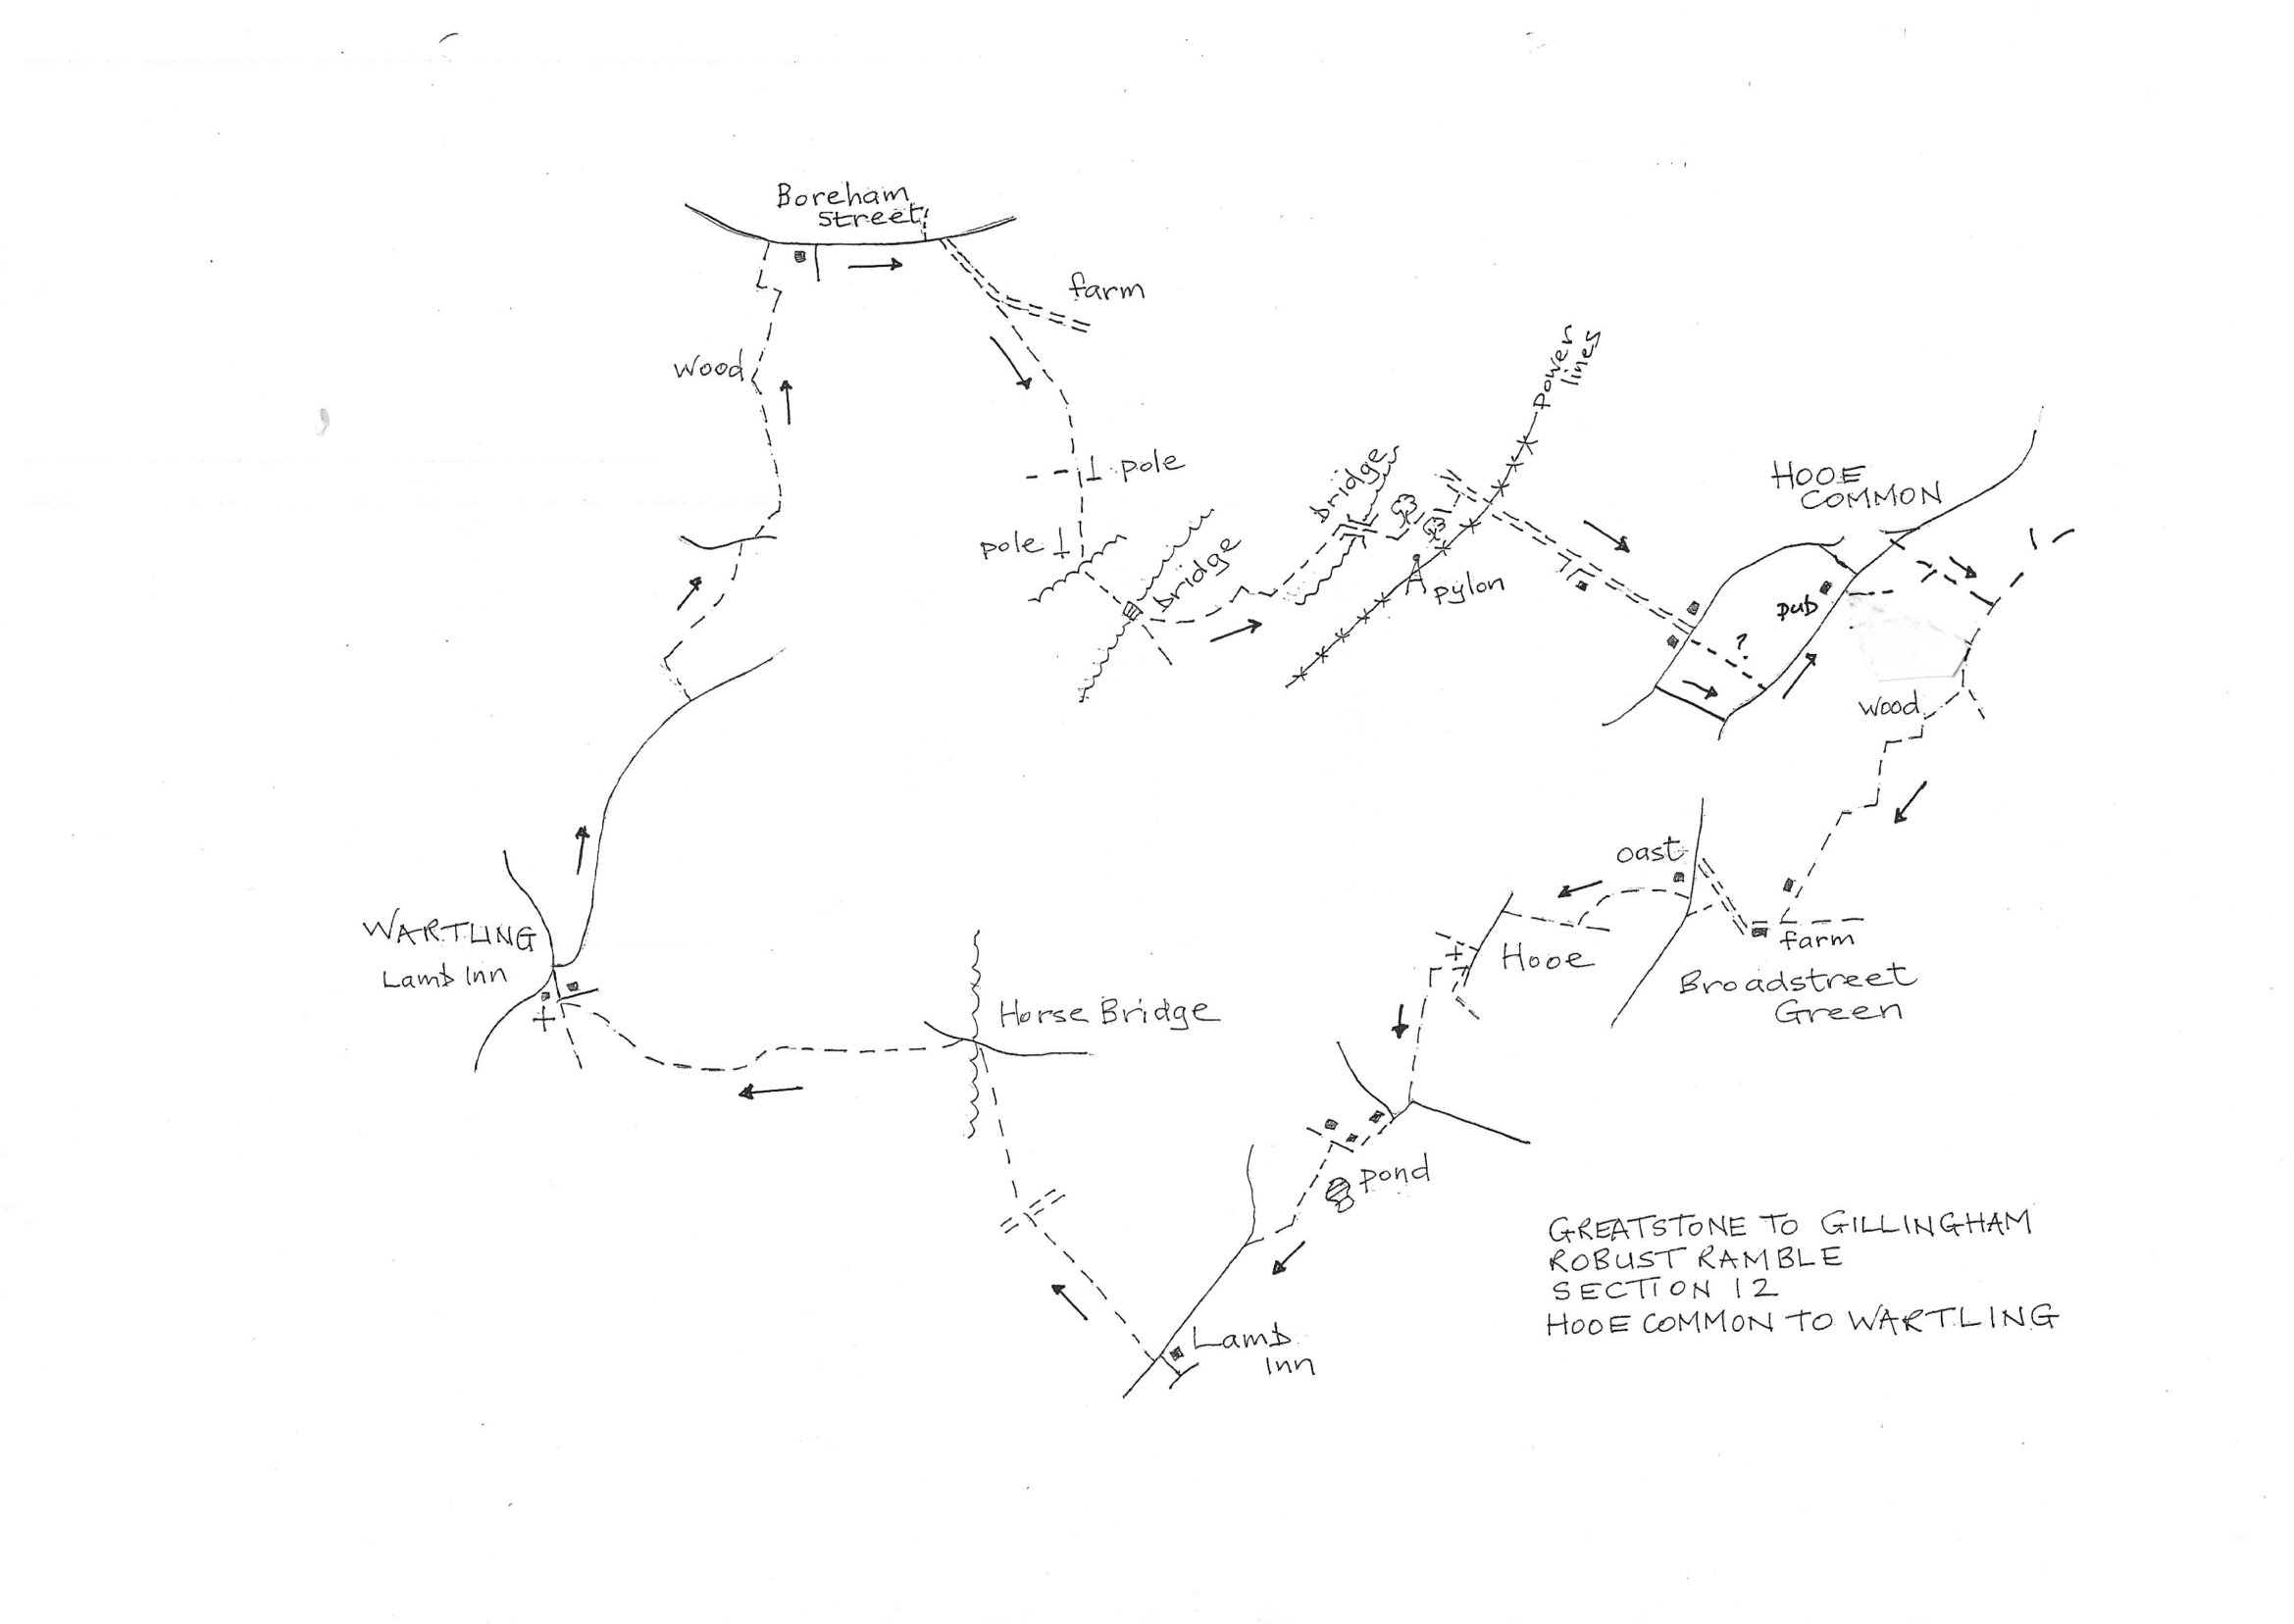 Boreham
Street
farm
Wood
pole
pole
bridge
bridge
Power
lines
pylon
HOOE
COMMON
pub
?
Wood
oast
farm
Hooe
Broadstreet
Green
WARTLING
Lamb Inn
Horse Bridge
pond
Lamb
Inn
GREATSTONE TO GILLINGHAM
ROBUST RAMBLE
SECTION 12
HOOE COMMON TO WARTLING